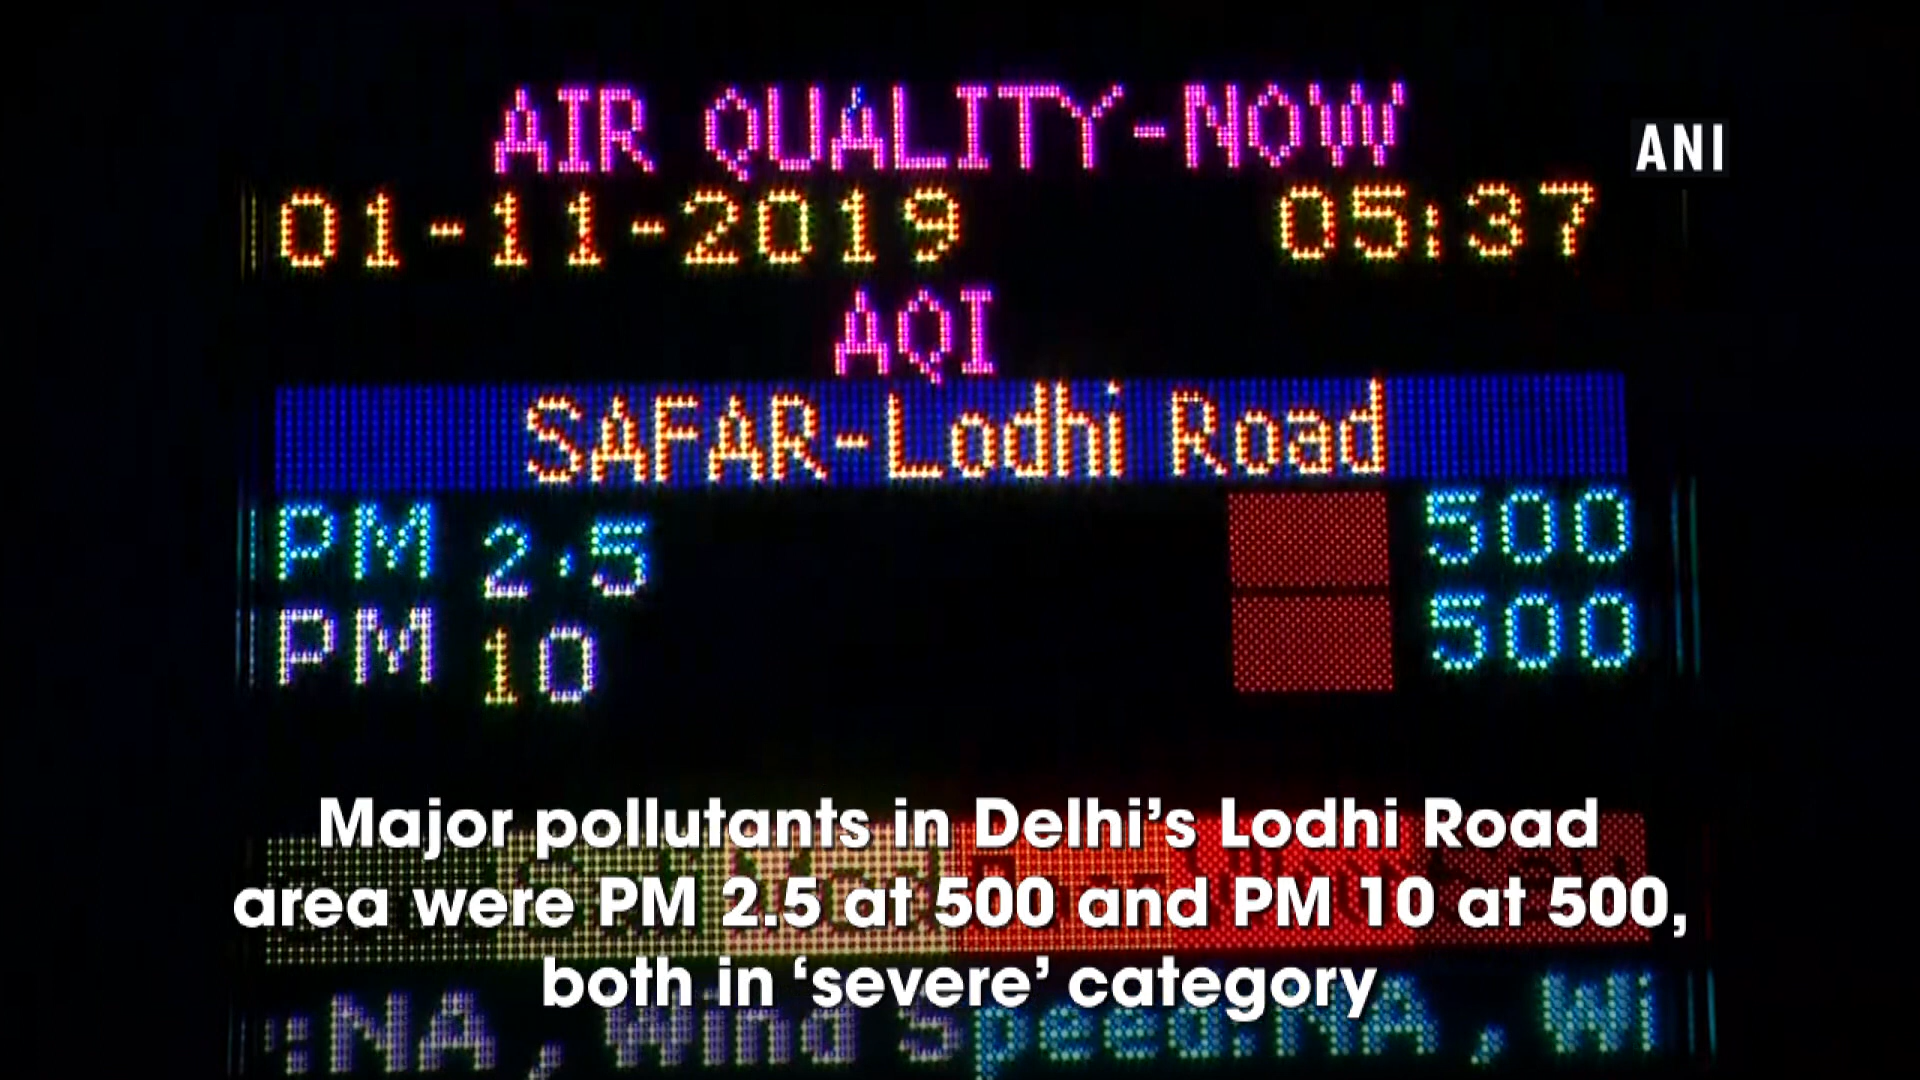 AIR QUALITY-NOW
ANI
01-11-2019 05:37
AQI
SAFAR-Lodhi Road
PM 2.5 500
PM 10 500
Major pollutants in Delhi’s Lodhi Road
area were PM 2.5 at 500 and PM 10 at 500,
both in ‘severe’ category
:NA, Wind Speed:NA, Wi